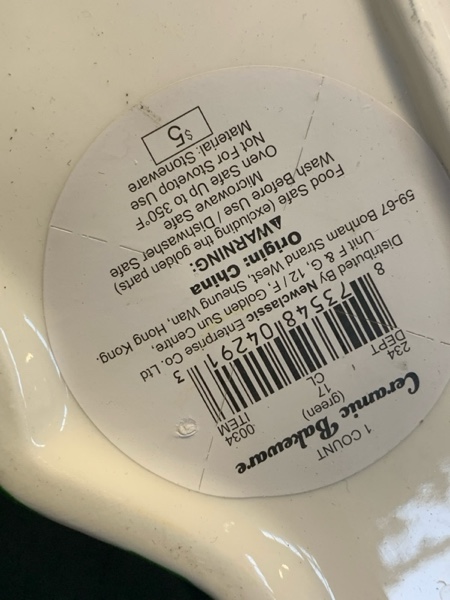 1 COUNT
Ceramic Bakeware
(green)
234 17 -0034
DEPT CL ITEM
8 73548 04291 3
Distributed By Newclassic Enterprise Co. Ltd
Unit F & G, 12 / F, Golden Sun Centre,
59-67 Bonham Strand West, Sheung Wan, Hong Kong.
Origin: China
⚠WARNING:
Food Safe (excluding the golden parts)
Wash Before Use / Dishwasher Safe
Microwave Safe
Oven Safe Up to 350°F
Not For Stovetop Use
Material: Stoneware
$5